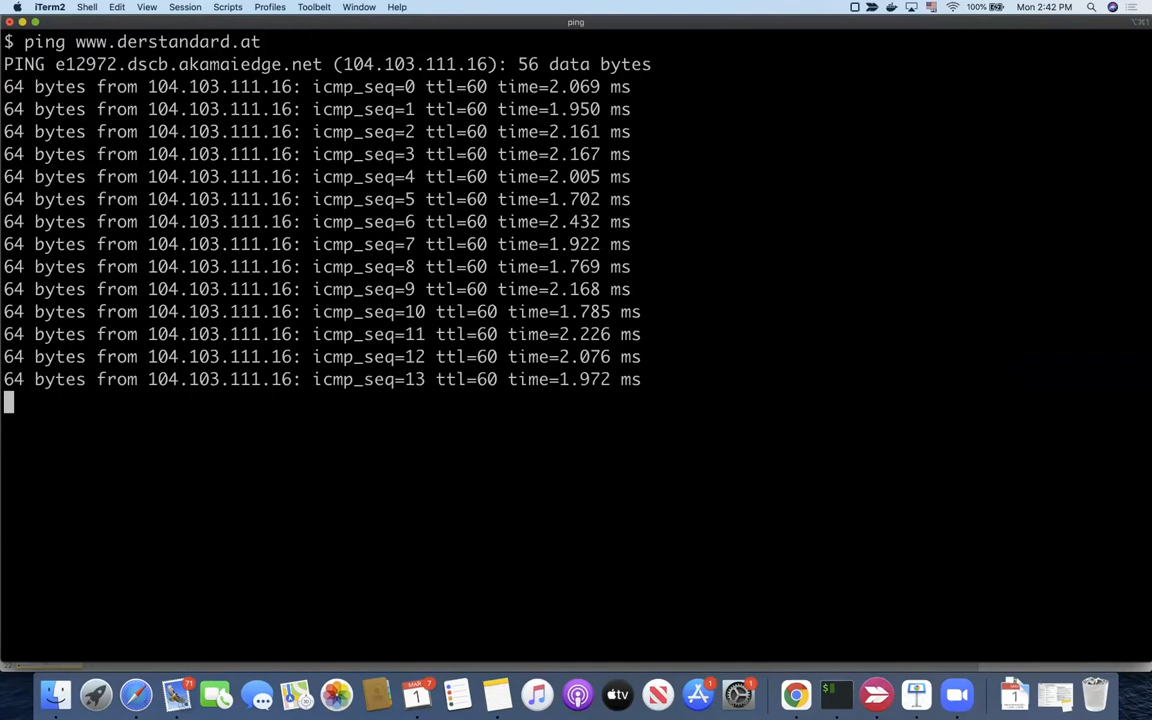 iTerm2 Shell Edit View Session Scripts Profiles Toolbelt Window Help 100% Mon 2:42 PM
ping ⌥⌘1
$ ping www.derstandard.at
PING e12972.dscb.akamaiedge.net (104.103.111.16): 56 data bytes
64 bytes from 104.103.111.16: icmp_seq=0 ttl=60 time=2.069 ms
64 bytes from 104.103.111.16: icmp_seq=1 ttl=60 time=1.950 ms
64 bytes from 104.103.111.16: icmp_seq=2 ttl=60 time=2.161 ms
64 bytes from 104.103.111.16: icmp_seq=3 ttl=60 time=2.167 ms
64 bytes from 104.103.111.16: icmp_seq=4 ttl=60 time=2.005 ms
64 bytes from 104.103.111.16: icmp_seq=5 ttl=60 time=1.702 ms
64 bytes from 104.103.111.16: icmp_seq=6 ttl=60 time=2.432 ms
64 bytes from 104.103.111.16: icmp_seq=7 ttl=60 time=1.922 ms
64 bytes from 104.103.111.16: icmp_seq=8 ttl=60 time=1.769 ms
64 bytes from 104.103.111.16: icmp_seq=9 ttl=60 time=2.168 ms
64 bytes from 104.103.111.16: icmp_seq=10 ttl=60 time=1.785 ms
64 bytes from 104.103.111.16: icmp_seq=11 ttl=60 time=2.226 ms
64 bytes from 104.103.111.16: icmp_seq=12 ttl=60 time=2.076 ms
64 bytes from 104.103.111.16: icmp_seq=13 ttl=60 time=1.972 ms
71 MAR 7 1 tv 1 1 $